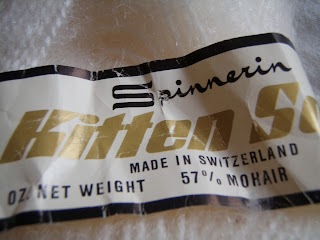 Spinnerin
Kitten
MADE IN SWITZERLAND
OZ. NET WEIGHT 57% MOHAIR